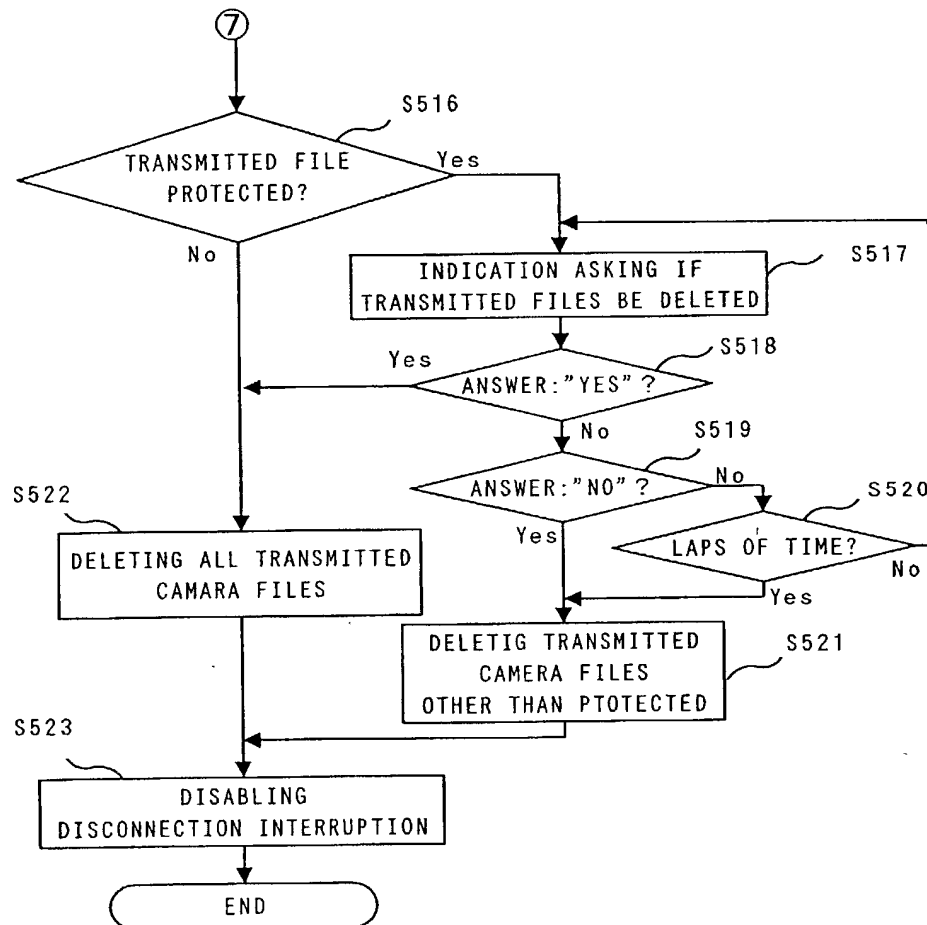 ⑦
S516
TRANSMITTED FILE
PROTECTED?
Yes
No
S517
INDICATION ASKING IF
TRANSMITTED FILES BE DELETED
S518
Yes
ANSWER:"YES"?
No
S519
ANSWER:"NO"?
No
Yes
S520
LAPS OF TIME?
No
Yes
S522
DELETING ALL TRANSMITTED
CAMARA FILES
S521
DELETIG TRANSMITTED
CAMERA FILES
OTHER THAN PTOTECTED
S523
DISABLING
DISCONNECTION INTERRUPTION
END